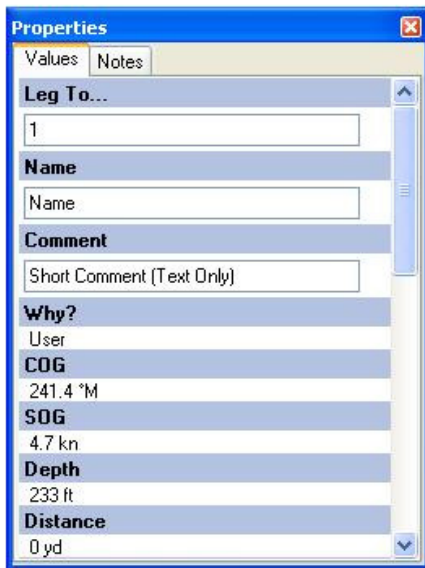 Properties
Values Notes
Leg To...
1
Name
Name
Comment
Short Comment (Text Only)
Why?
User
COG
241.4 °M
SOG
4.7 kn
Depth
233 ft
Distance
0 yd